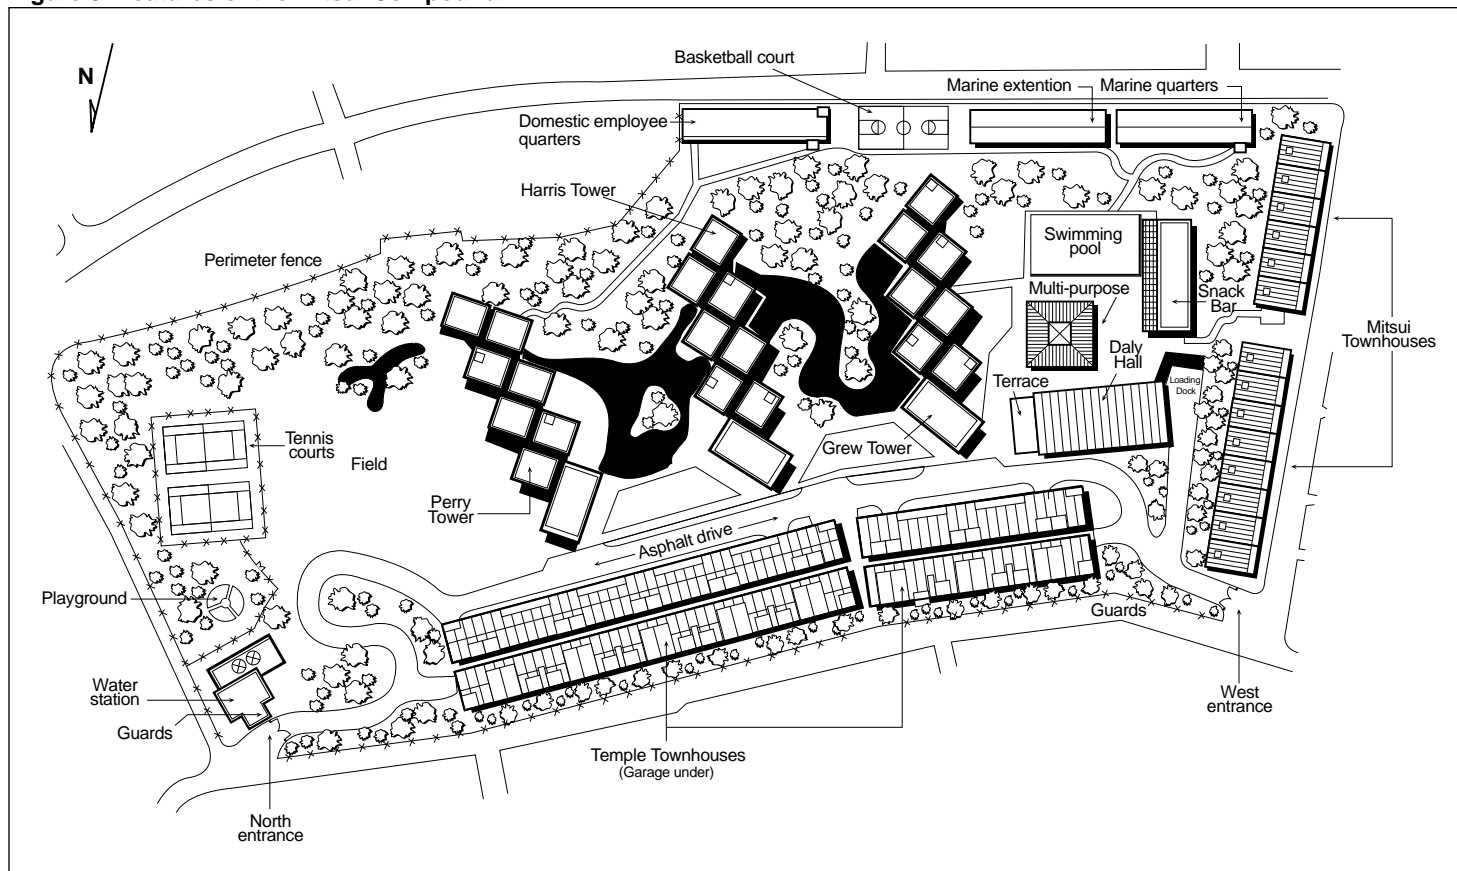 N
Basketball court
Marine extention
Marine quarters
Domestic employee
quarters
Harris Tower
Swimming
pool
Perimeter fence
Multi-purpose
Snack
Bar
Mitsui
Townhouses
Daly
Hall
Terrace
Loading
Dock
Tennis
courts
Field
Grew Tower
Perry
Tower
Asphalt drive
Playground
Guards
Water
station
Guards
West
entrance
Temple Townhouses
(Garage under)
North
entrance